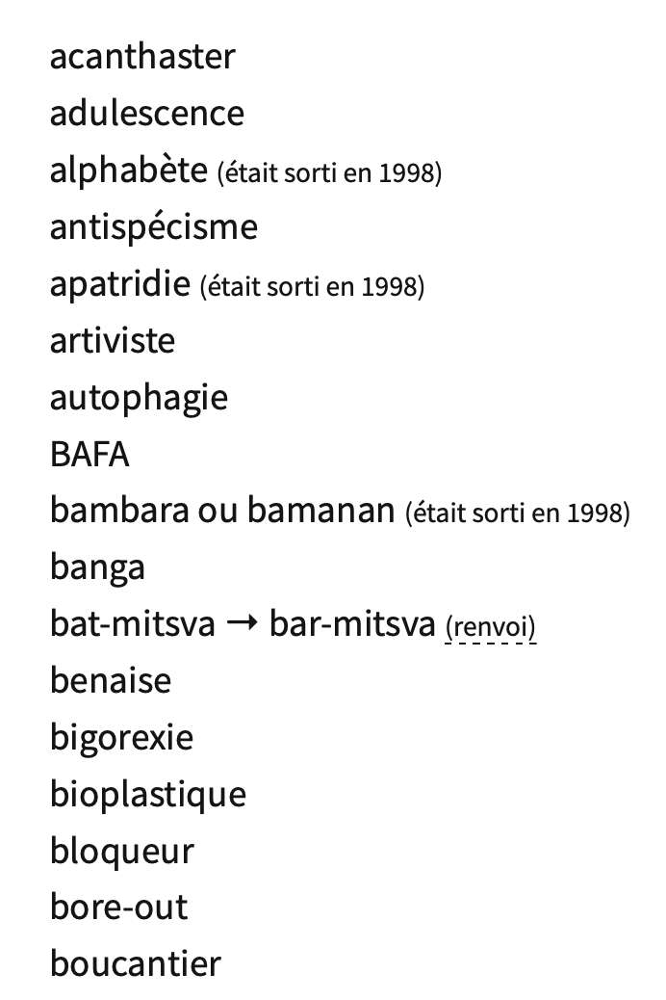 acanthaster
adulescence
alphabète (était sorti en 1998)
antispécisme
apatridie (était sorti en 1998)
artiviste
autophagie
BAFA
bambara ou bamanan (était sorti en 1998)
banga
bat-mitsva → bar-mitsva (renvoi)
benaise
bigorexie
bioplastique
bloqueur
bore-out
boucantier